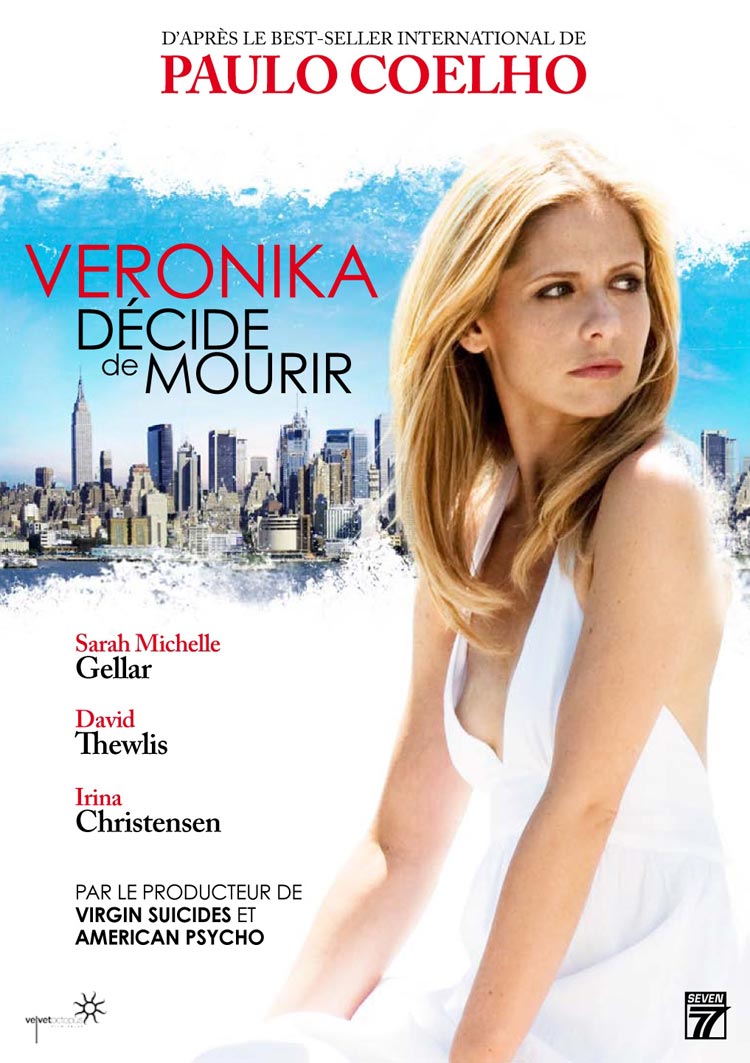 D'APRÈS LE BEST-SELLER INTERNATIONAL DE
PAULO COELHO
VERONIKA
DÉCIDE
de MOURIR
Sarah Michelle
Gellar
David
Thewlis
Irina
Christensen
PAR LE PRODUCTEUR DE
VIRGIN SUICIDES ET
AMERICAN PSYCHO
velvetoctopus
SEVEN
7